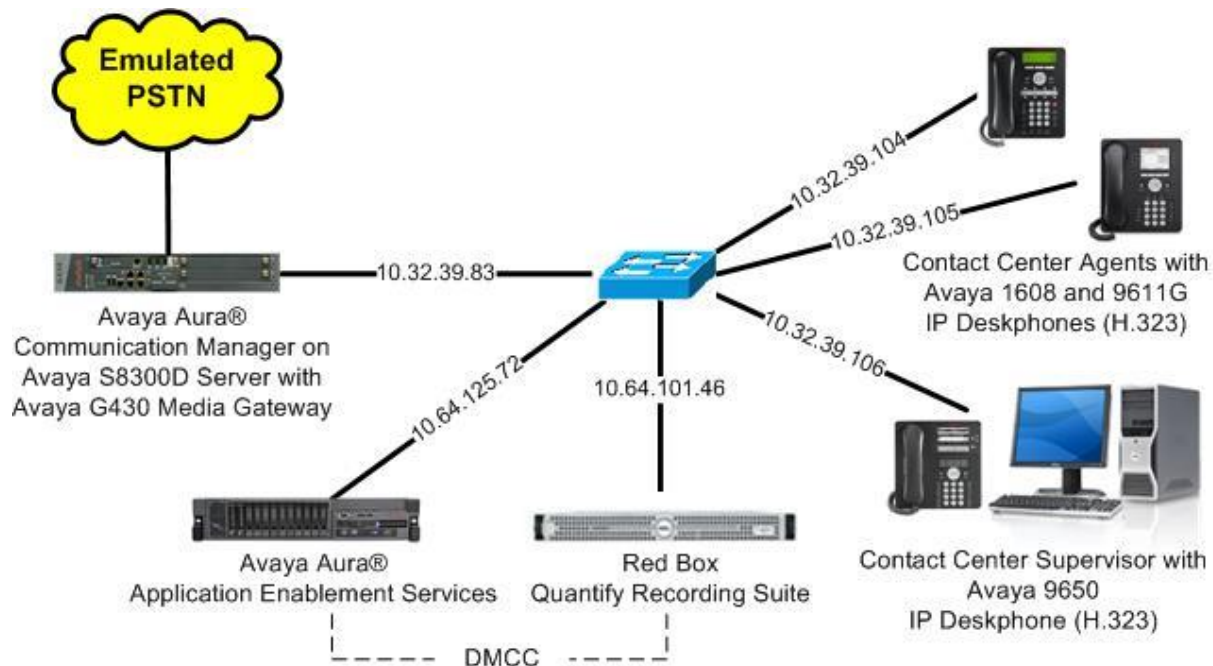 Emulated
PSTN
10.32.39.104
10.32.39.105
10.32.39.83
Contact Center Agents with
Avaya 1608 and 9611G
IP Deskphones (H.323)
Avaya Aura®
Communication Manager on
Avaya S8300D Server with
Avaya G430 Media Gateway
10.32.39.106
10.64.125.72
10.64.101.46
Avaya Aura®
Application Enablement Services
Red Box
Quantify Recording Suite
Contact Center Supervisor with
Avaya 9650
IP Deskphone (H.323)
DMCC